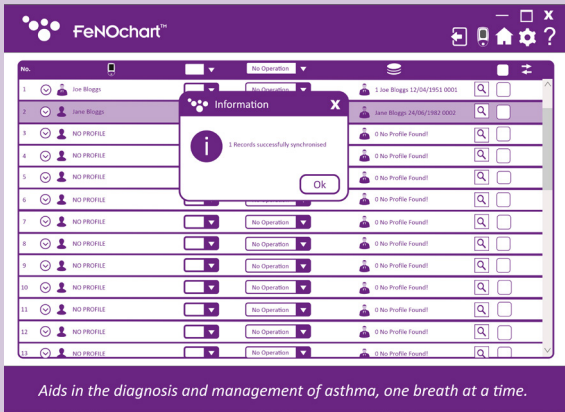 FeNOchart™
X
?
No. No Operation
1 Joe Bloggs 1 Joe Bloggs 12/04/1951 0001
Information X
2 Jane Bloggs Jane Bloggs 24/06/1982 0002
3 NO PROFILE 0 No Profile Found!
i 1 Records successfully synchronised
4 NO PROFILE 0 No Profile Found!
5 NO PROFILE 0 No Profile Found!
Ok
6 NO PROFILE No Operation 0 No Profile Found!
7 NO PROFILE No Operation 0 No Profile Found!
8 NO PROFILE No Operation 0 No Profile Found!
9 NO PROFILE No Operation 0 No Profile Found!
10 NO PROFILE No Operation 0 No Profile Found!
11 NO PROFILE No Operation 0 No Profile Found!
12 NO PROFILE No Operation 0 No Profile Found!
13 NO PROFILE No Operation 0 No Profile Found!
Aids in the diagnosis and management of asthma, one breath at a time.